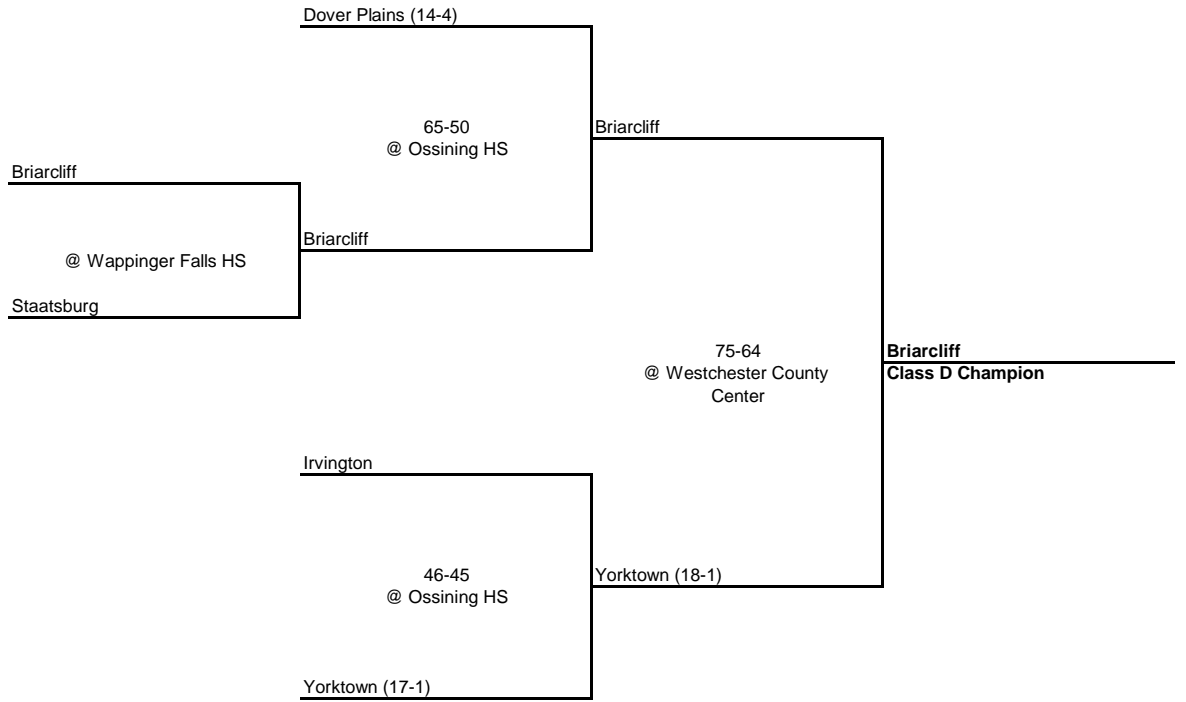 Dover Plains (14-4)
65-50
@ Ossining HS
Briarcliff
Briarcliff
Briarcliff
@ Wappinger Falls HS
Staatsburg
75-64
@ Westchester County
Center
Briarcliff
Class D Champion
Irvington
46-45
@ Ossining HS
Yorktown (18-1)
Yorktown (17-1)